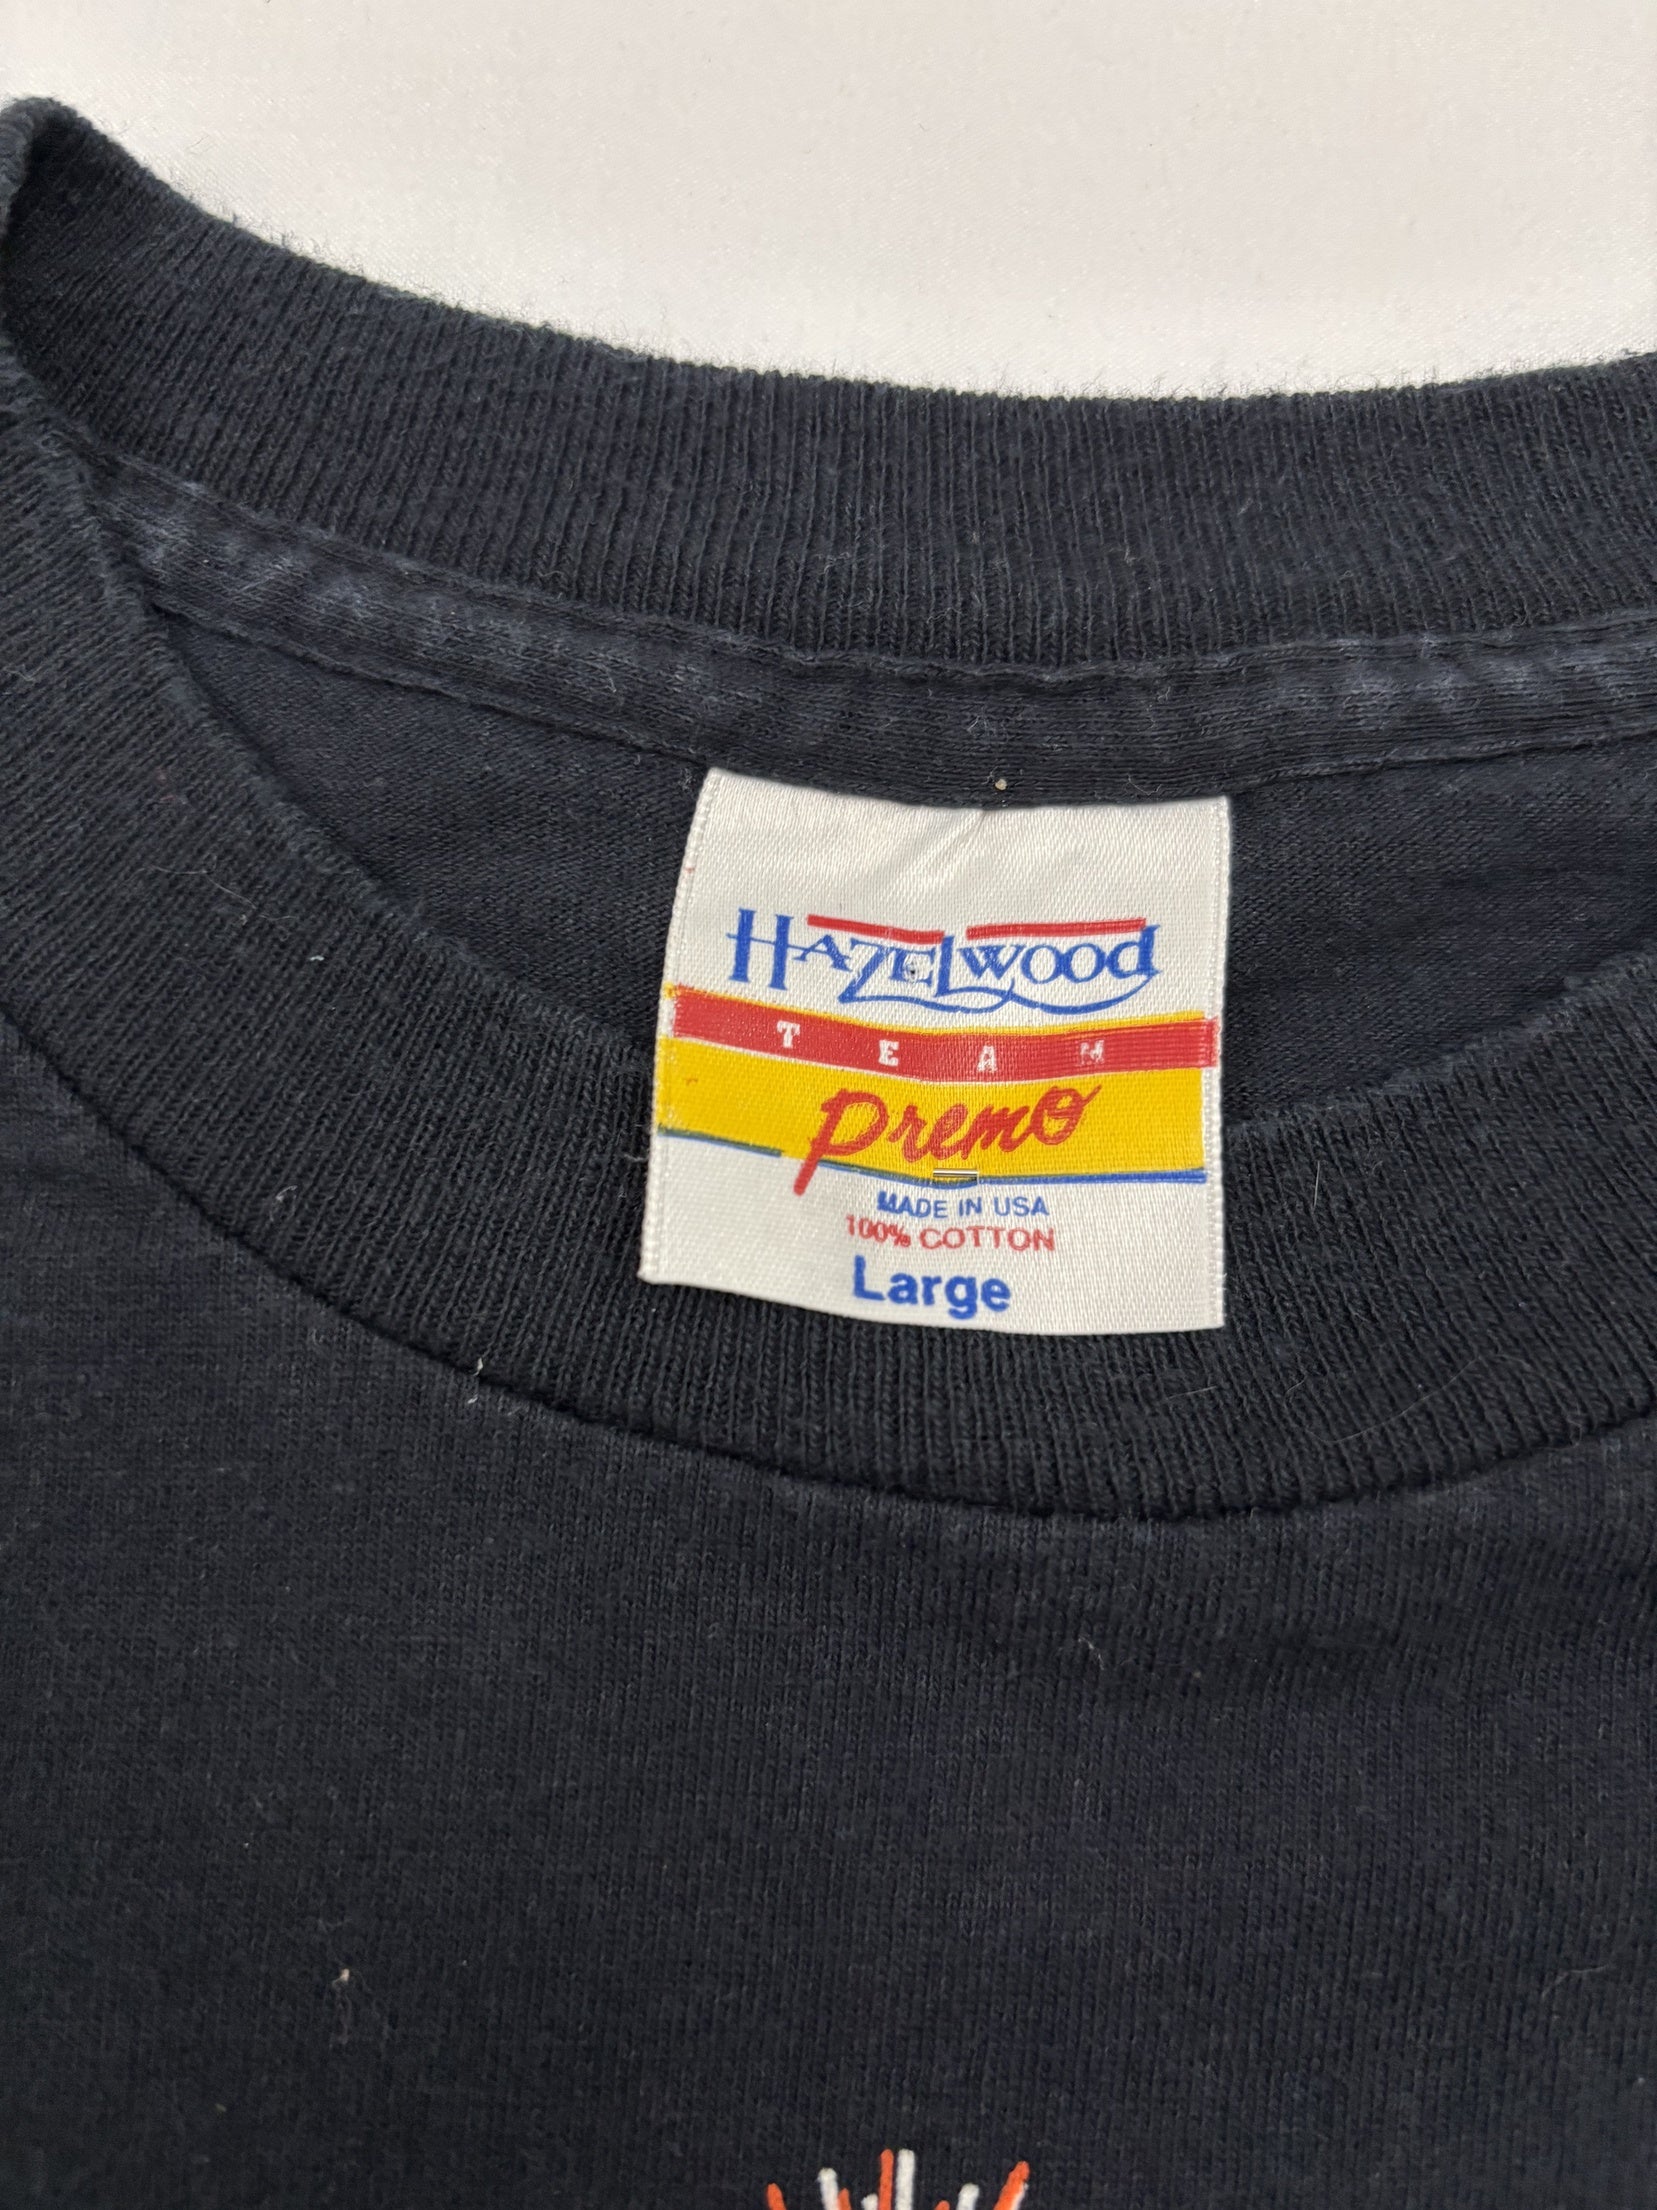 HAZELWOOD
TEAM
Premo
MADE IN USA
100% COTTON
Large